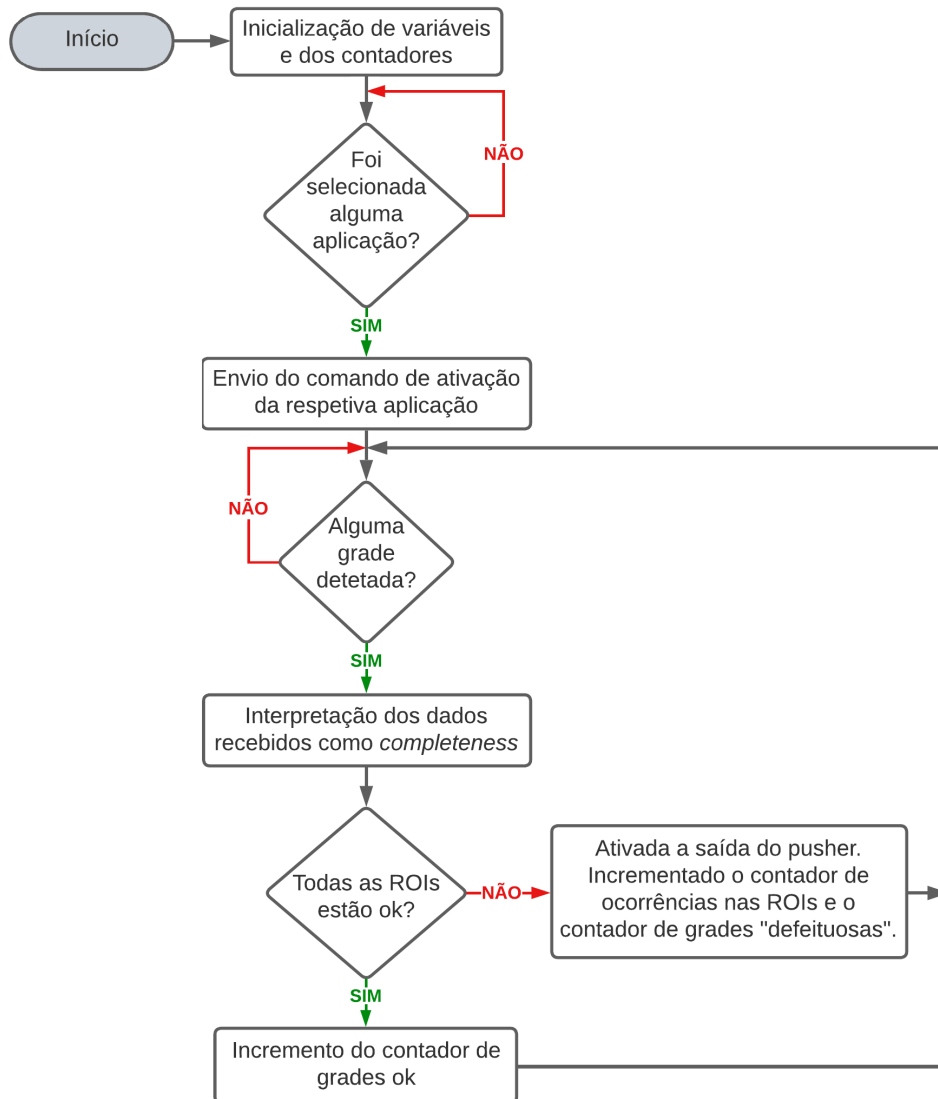 Início
Inicialização de variáveis
e dos contadores
NÃO
Foi
selecionada
alguma
aplicação?
SIM
Envio do comando de ativação
da respetiva aplicação
NÃO
Alguma
grade
detetada?
SIM
Interpretação dos dados
recebidos como completeness
Todas as ROIs
estão ok?
NÃO
Ativada a saída do pusher.
Incrementado o contador de
ocorrências nas ROIs e o
contador de grades "defeituosas".
SIM
Incremento do contador de
grades ok